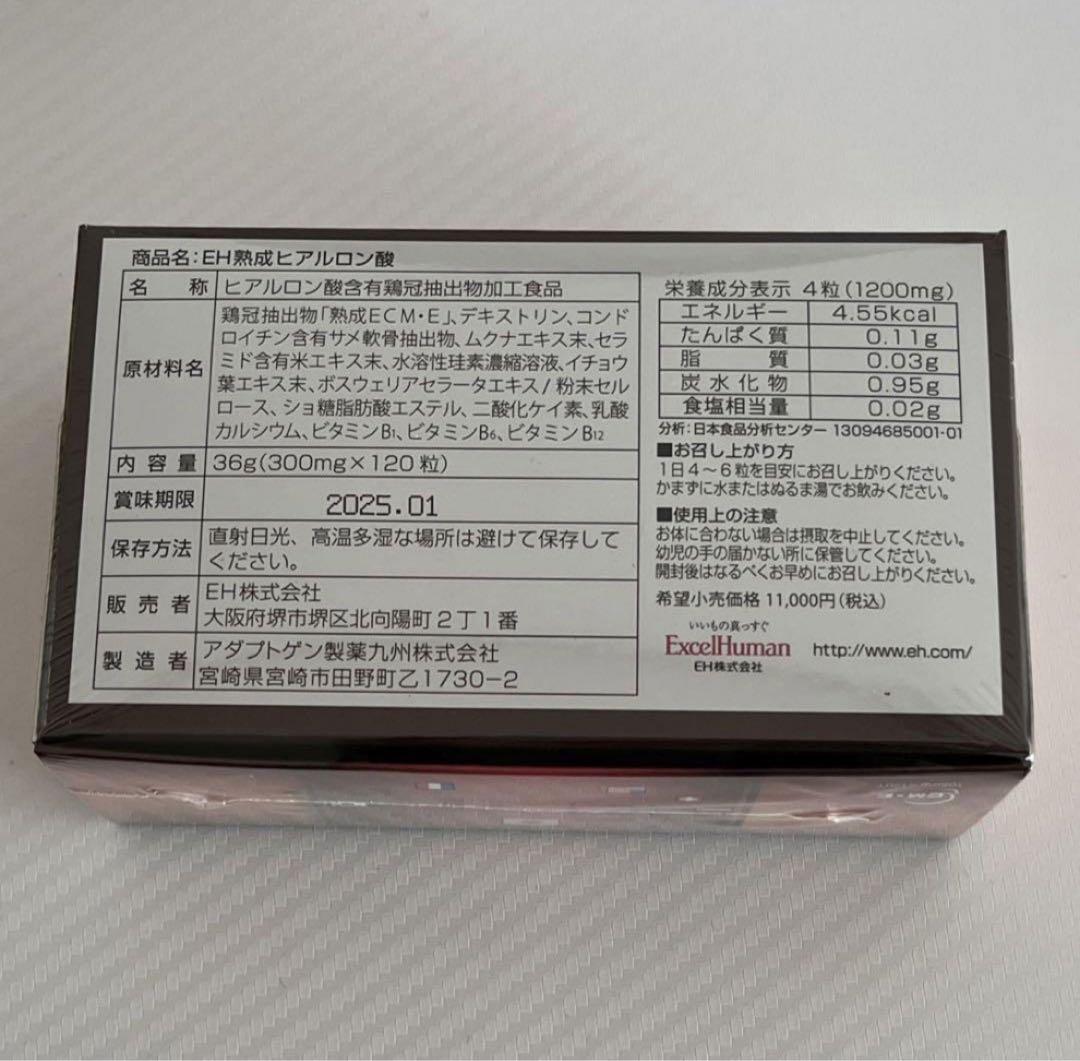 商品名:EH熟成ヒアルロン酸
名 称 ヒアルロン酸含有鶏冠抽出物加工食品
原材料名 鶏冠抽出物「熟成ECM・E」、デキストリン、コンド
ロイチン含有サメ軟骨抽出物、ムクナエキス末、セラ
ミド含有米エキス末、水溶性珪素濃縮溶液、イチョウ
葉エキス末、ボスウェリアセラータエキス/粉末セル
ロース、ショ糖脂肪酸エステル、二酸化ケイ素、乳酸
カルシウム、ビタミンB1、ビタミンB6、ビタミンB12
内容量 36g(300mg×120粒)
賞味期限 2025.01
保存方法 直射日光、高温多湿な場所は避けて保存して
ください。
販売者 EH株式会社
大阪府堺市堺区北向陽町2丁1番
製造者 アダプトゲン製薬九州株式会社
宮崎県宮崎市田野町乙1730-2
栄養成分表示 4粒(1200mg)
エネルギー 4.55kcal
たんぱく質 0.11g
脂質 0.03g
炭水化物 0.95g
食塩相当量 0.02g
分析:日本食品分析センター 13094685001-01
■お召し上がり方
1日4～6粒を目安にお召し上がりください。
かまずに水またはぬるま湯でお飲みください。
■使用上の注意
お体に合わない場合は摂取を中止してください。
幼児の手の届かない所に保管してください。
開封後はなるべくお早めにお召し上がりください。
希望小売価格 11,000円(税込)
いいもの真っすぐ
ExcelHuman
EH株式会社
http://www.eh.com/